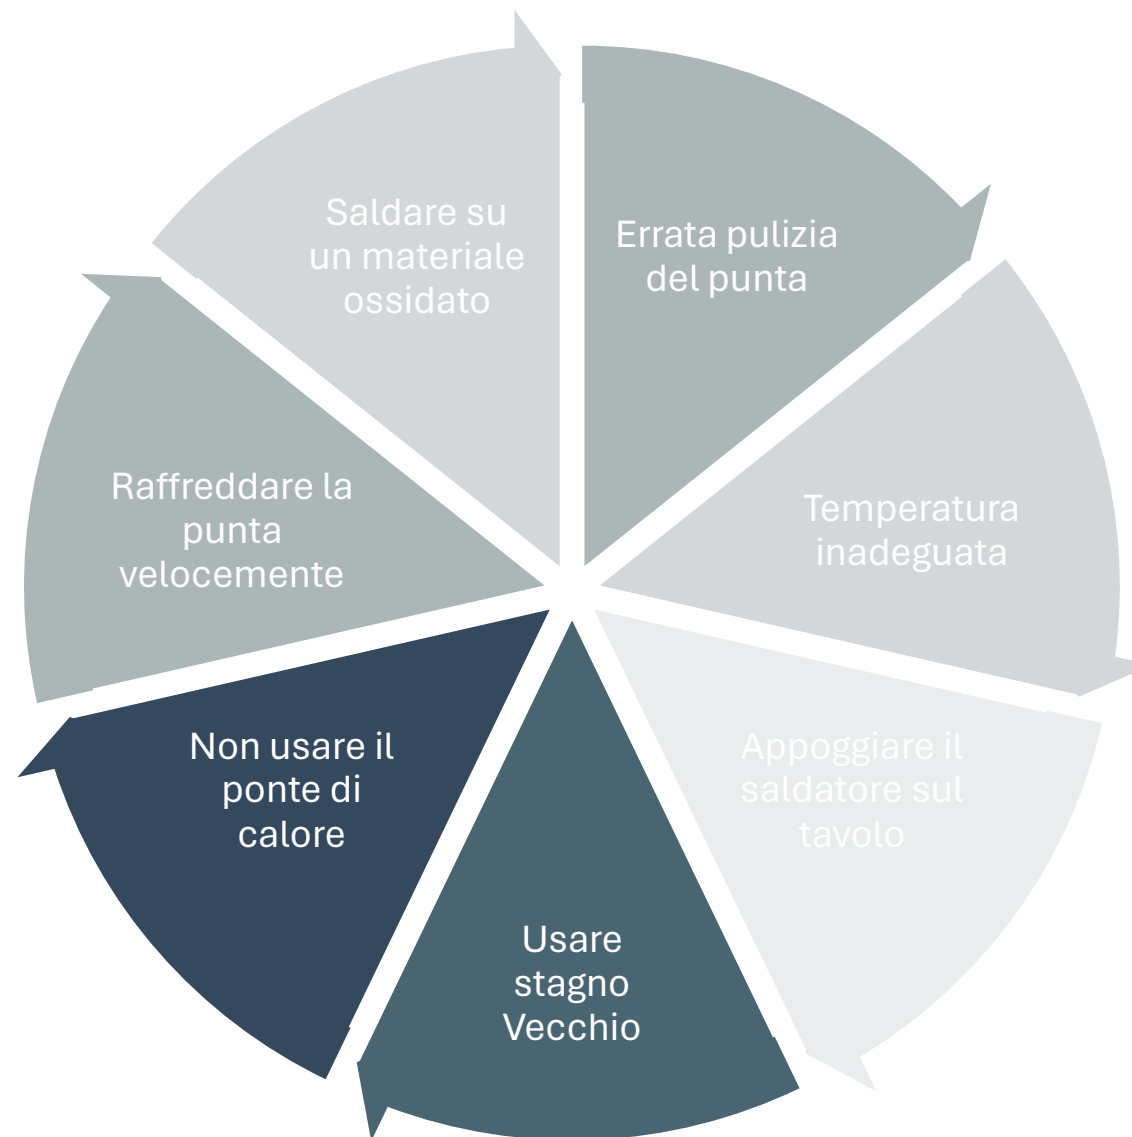 Errata pulizia
del punta
Temperatura
inadeguata
Appoggiare il
saldatore sul
tavolo
Usare
stagno
Vecchio
Non usare il
ponte di
calore
Raffreddare la
punta
velocemente
Saldare su
un materiale
ossidato